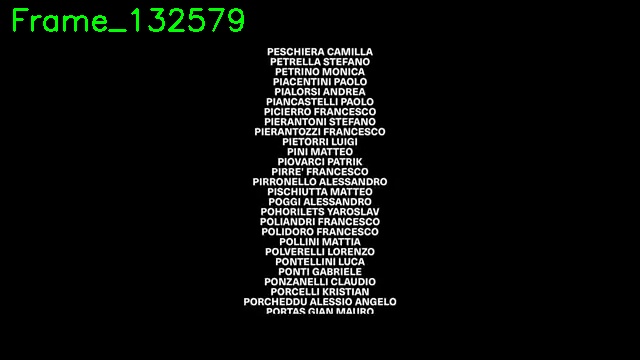 Frame_132579
PESCHIERA CAMILLA
PETRELLA STEFANO
PETRINO MONICA
PIACENTINI PAOLO
PIALORSI ANDREA
PIANCASTELLI PAOLO
PICIERRO FRANCESCO
PIERANTONI STEFANO
PIERANTOZZI FRANCESCO
PIETORRI LUIGI
PINI MATTEO
PIOVARCI PATRIK
PIRRE' FRANCESCO
PIRRONELLO ALESSANDRO
PISCHIUTTA MATTEO
POGGI ALESSANDRO
POHORILETS YAROSLAV
POLIANDRI FRANCESCO
POLIDORO FRANCESCO
POLLINI MATTIA
POLVERELLI LORENZO
PONTELLINI LUCA
PONTI GABRIELE
PONZANELLI CLAUDIO
PORCELLI KRISTIAN
PORCHEDDU ALESSIO ANGELO
PORTAS GIAN MAURO